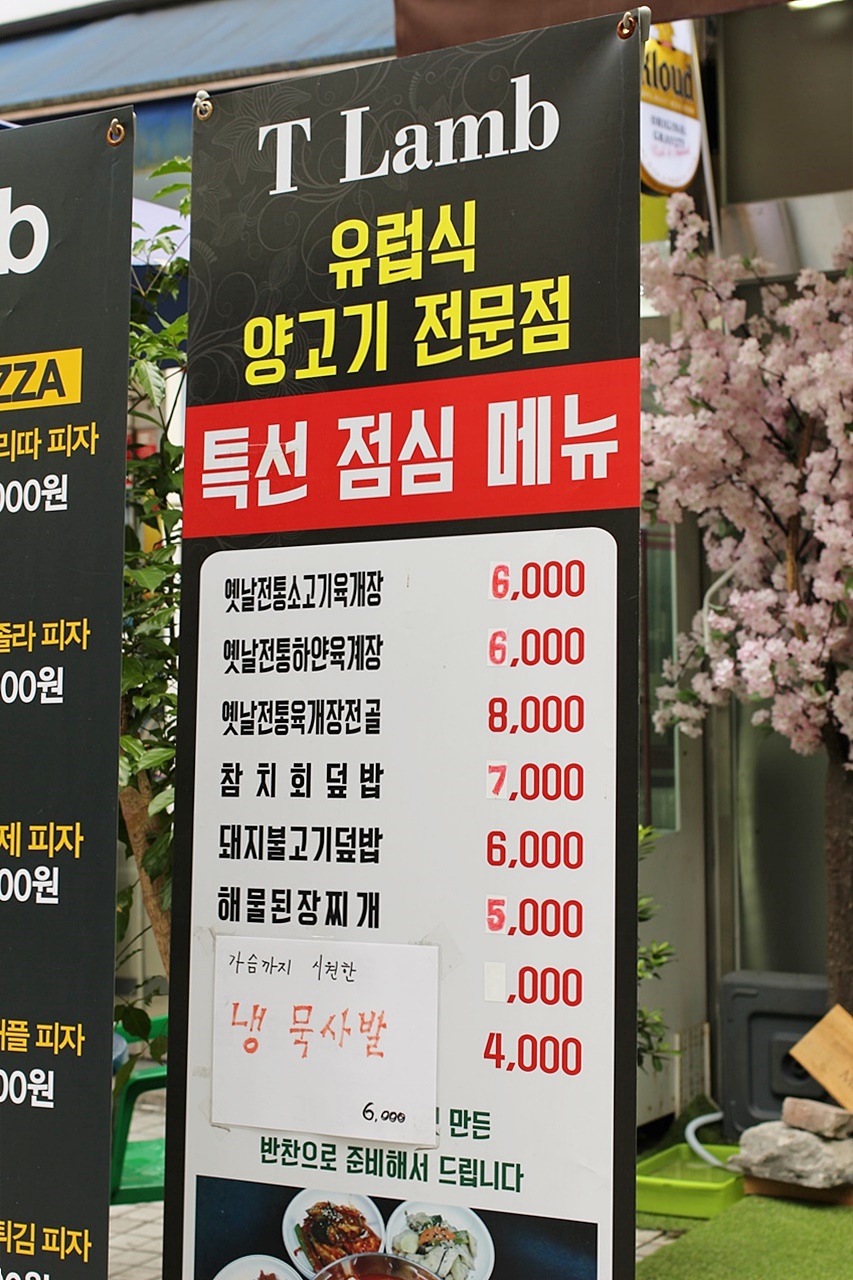 T Lamb
유럽식
양고기 전문점
특선 점심 메뉴
옛날전통소고기육개장 6,000
옛날전통하얀육계장 6,000
옛날전통육개장전골 8,000
참치회덮밥 7,000
돼지불고기덮밥 6,000
해물된장찌개 5,000
,000
4,000
가슴까지 시원한
냉 묵사발
6,000
만든
반찬으로 준비해서 드립니다
b
ZZA
리따 피자
000원
졸라 피자
00원
제 피자
00원
플 피자
00원
튀김 피자
Kloud
ORIGINAL
GRAVITY